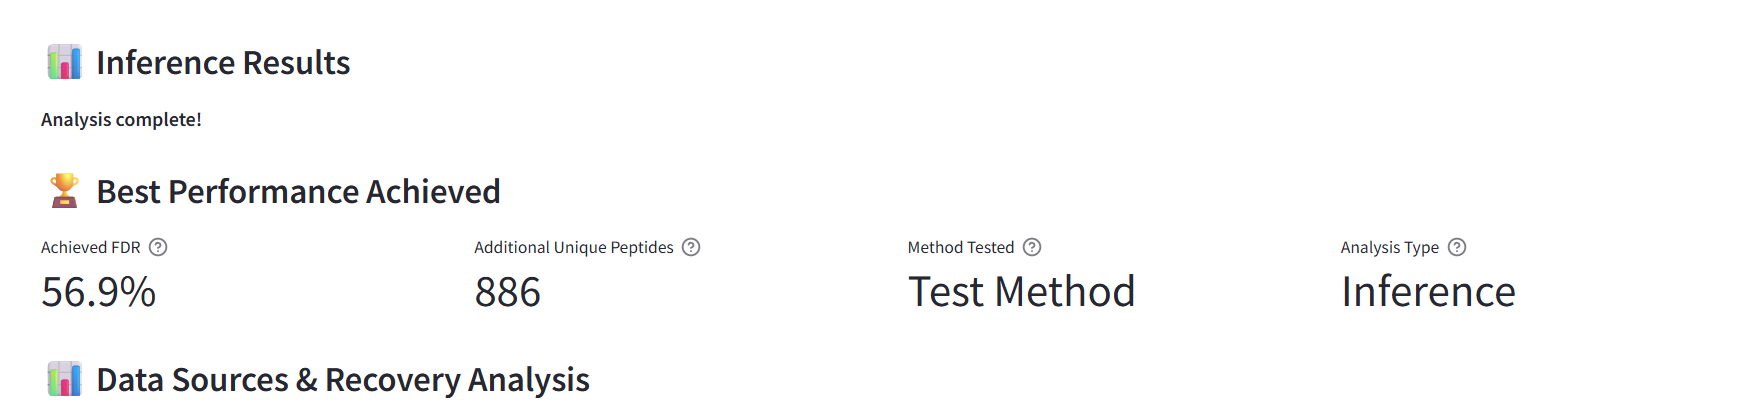 Inference Results
Analysis complete!
Best Performance Achieved
Achieved FDR
Additional Unique Peptides
Method Tested
Analysis Type
56.9%
886
Test Method
Inference
Data Sources & Recovery Analysis